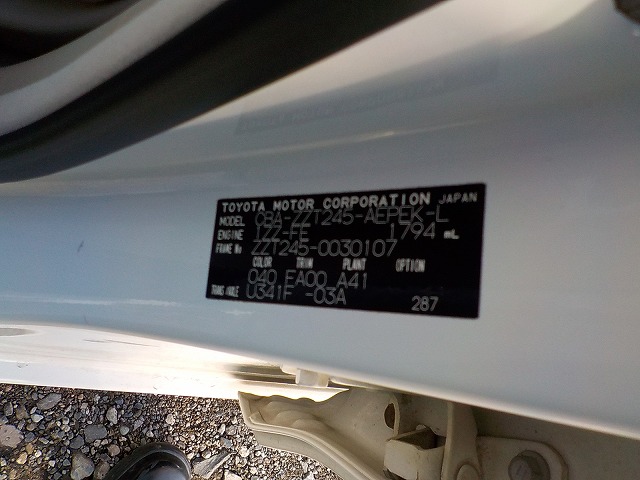 TOYOTA MOTOR CORPORATION JAPAN
MODEL CBA-ZZT245-AEPEK-L
ENGINE 1ZZ-FE 1794 mL
FRAME No ZZT245-0030107
COLOR TRIM PLANT OPTION
040 FA00 A41
TRANS/AXLE U341F -03A 287